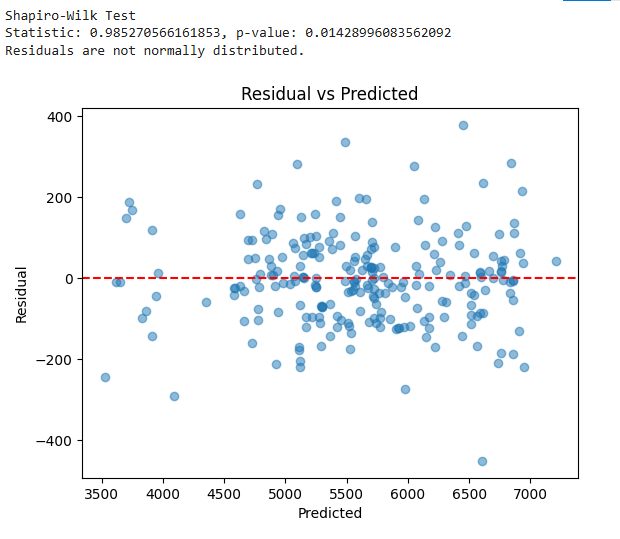 Shapiro-Wilk Test
Statistic: 0.985270566161853, p-value: 0.01428996083562092
Residuals are not normally distributed.
Residual vs Predicted
400
200
0
−200
−400
Residual
3500 4000 4500 5000 5500 6000 6500 7000
Predicted